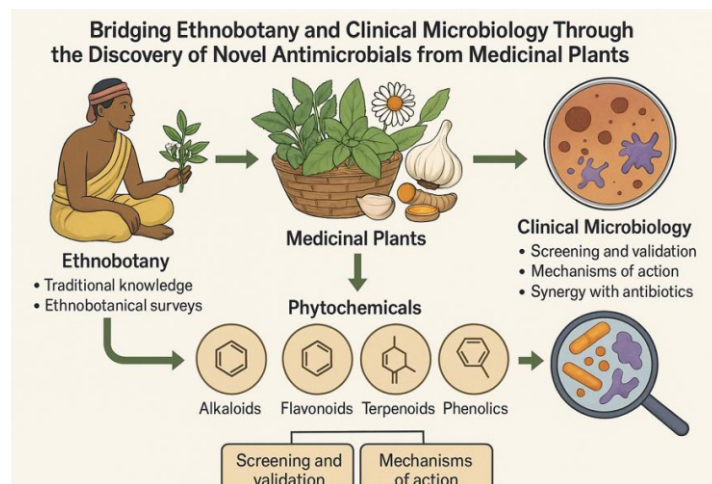 Bridging Ethnobotany and Clinical Microbiology Through
the Discovery of Novel Antimicrobials from Medicinal Plants
Ethnobotany
• Traditional knowledge
• Ethnobotanical surveys
Medicinal Plants
Clinical Microbiology
• Screening and validation
• Mechanisms of action
• Synergy with antibiotics
Phytochemicals
Alkaloids
Flavonoids
Terpenoids
Phenolics
Screening and
validation
Mechanisms
of action